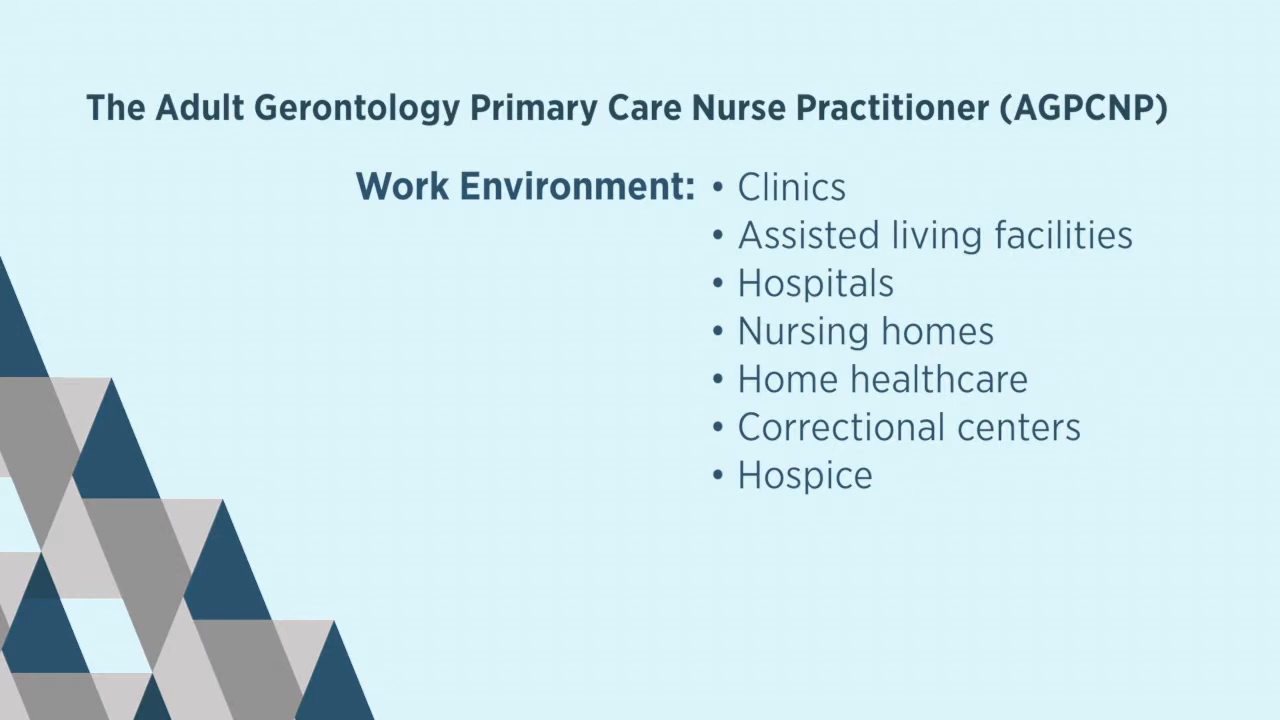 The Adult Gerontology Primary Care Nurse Practitioner (AGPCNP)
Work Environment: • Clinics
• Assisted living facilities
• Hospitals
• Nursing homes
• Home healthcare
• Correctional centers
• Hospice